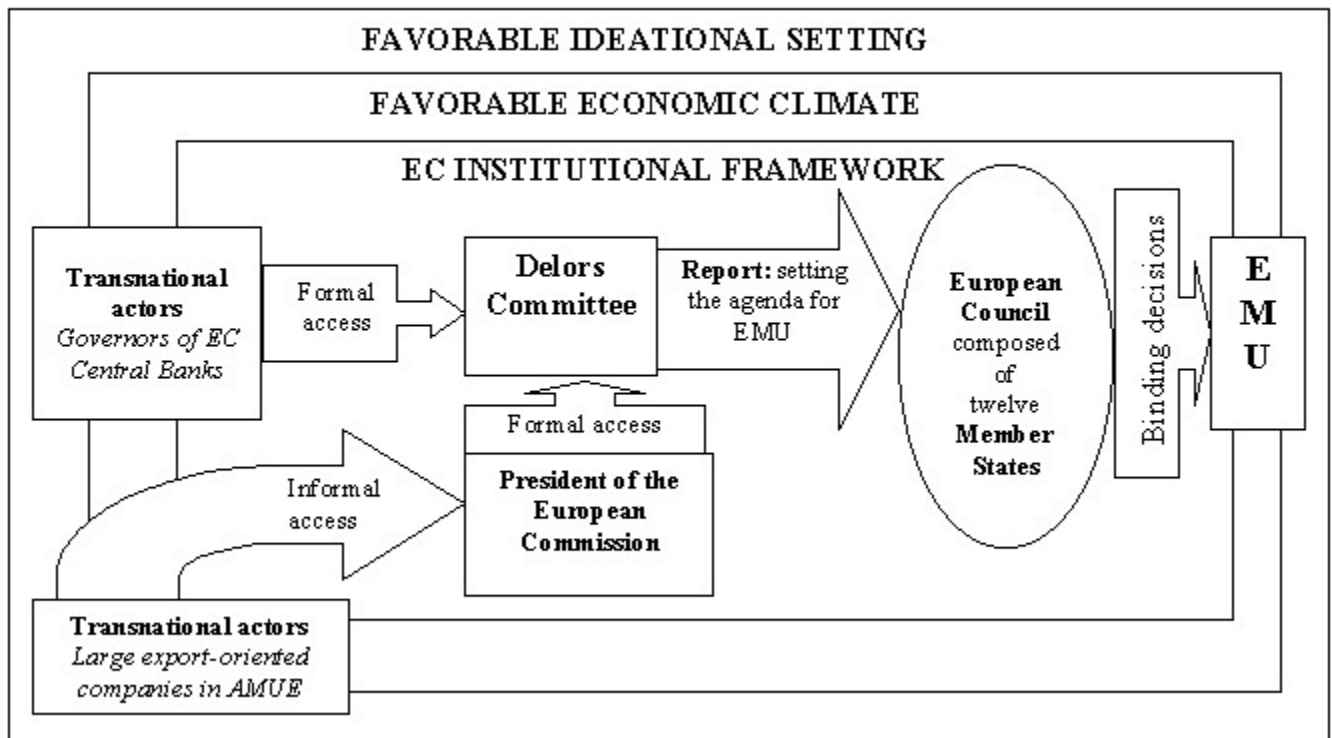 FAVORABLE IDEATIONAL SETTING
FAVORABLE ECONOMIC CLIMATE
EC INSTITUTIONAL FRAMEWORK
Transnational
actors
Governors of EC
Central Banks
Formal
access
Delors
Committee
Report: setting
the agenda for
EMU
European
Council
composed
of
twelve
Member
States
Binding decisions
E
M
U
Formal access
President of the
European
Commission
Informal
access
Transnational actors
Large export-oriented
companies in AMUE